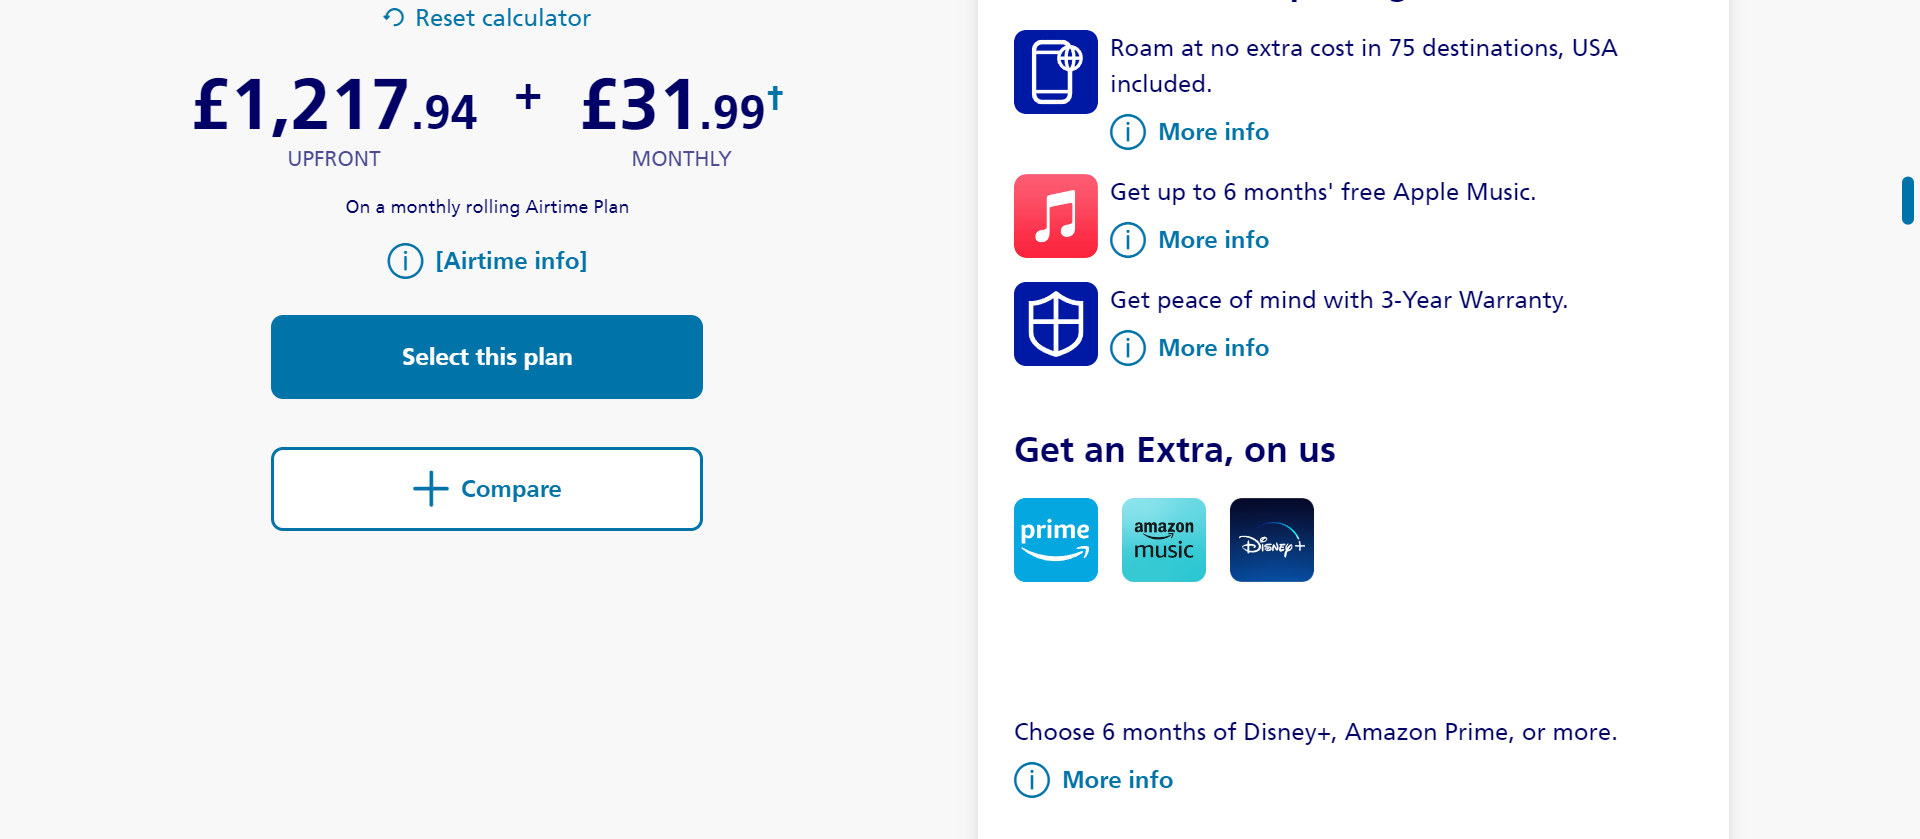 Reset calculator
£1,217.94 + £31.99†
UPFRONT MONTHLY
On a monthly rolling Airtime Plan
[Airtime info]
Select this plan
Compare
Roam at no extra cost in 75 destinations, USA
included.
More info
Get up to 6 months' free Apple Music.
More info
Get peace of mind with 3-Year Warranty.
More info
Get an Extra, on us
prime
amazon
music
Disney+
Choose 6 months of Disney+, Amazon Prime, or more.
More info